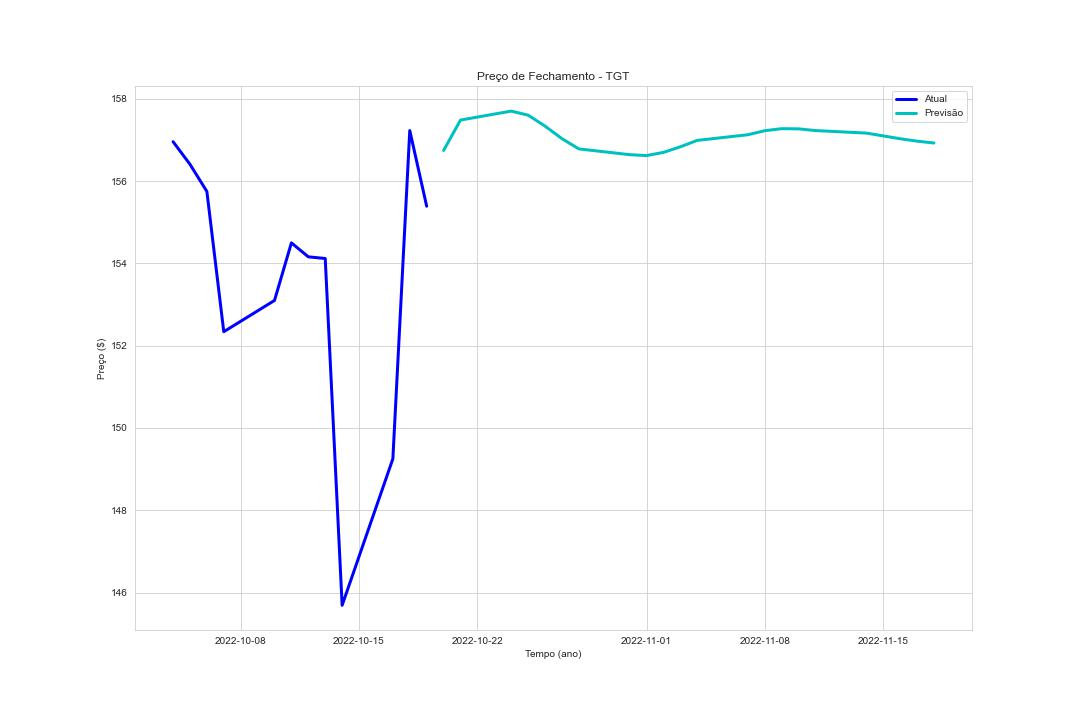 Preço de Fechamento - TGT
Atual
Previsão
158
156
154
152
150
148
146
Preço ($)
2022-10-08
2022-10-15
2022-10-22
2022-11-01
2022-11-08
2022-11-15
Tempo (ano)